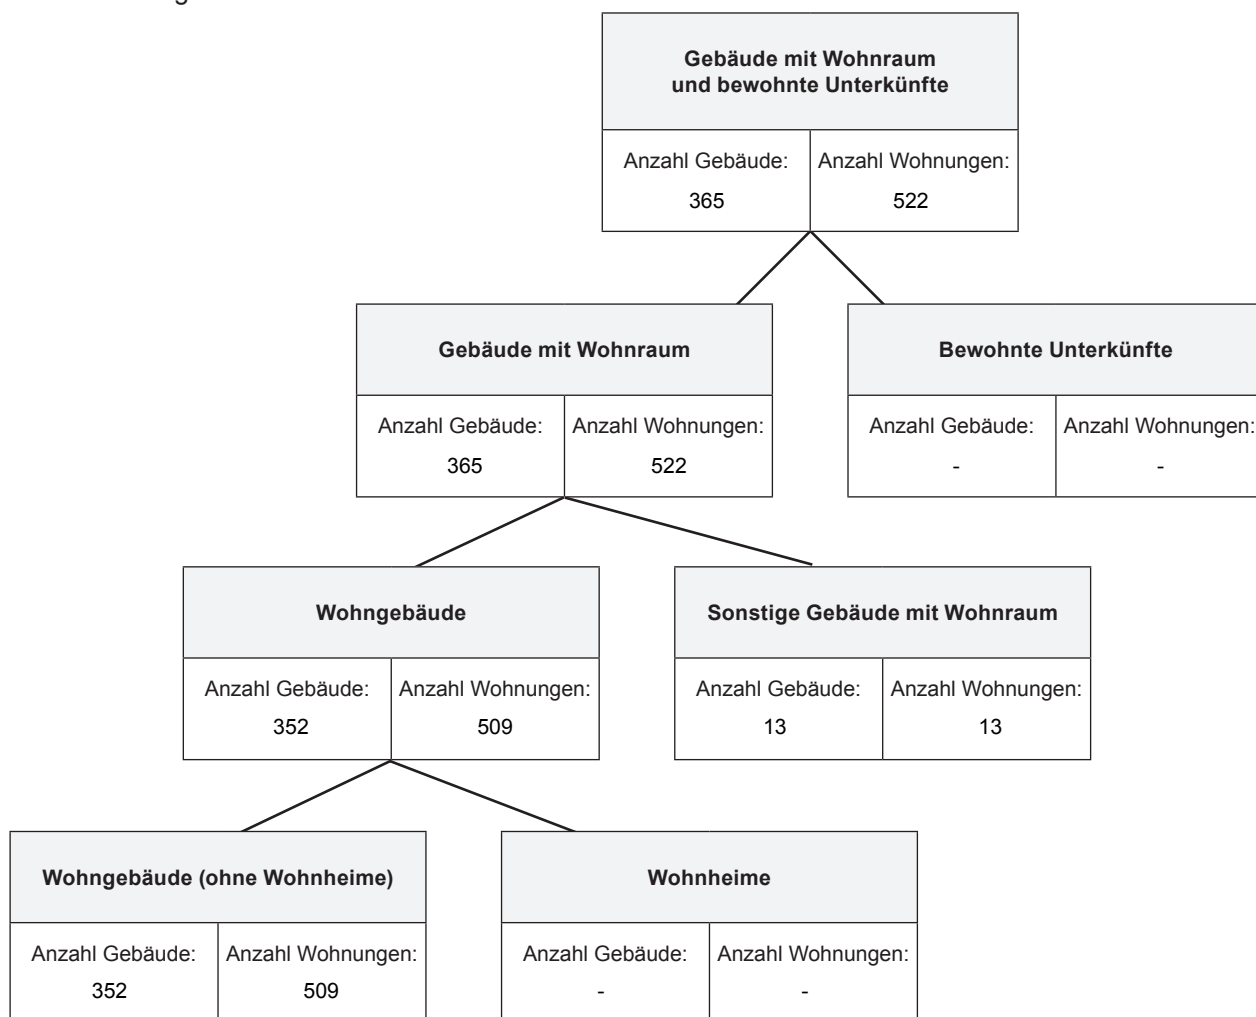 Gebäude mit Wohnraum
und bewohnte Unterkünfte
Anzahl Gebäude:
365
Anzahl Wohnungen:
522
Gebäude mit Wohnraum
Anzahl Gebäude:
365
Anzahl Wohnungen:
522
Bewohnte Unterkünfte
Anzahl Gebäude:
-
Anzahl Wohnungen:
-
Wohngebäude
Anzahl Gebäude:
352
Anzahl Wohnungen:
509
Sonstige Gebäude mit Wohnraum
Anzahl Gebäude:
13
Anzahl Wohnungen:
13
Wohngebäude (ohne Wohnheime)
Anzahl Gebäude:
352
Anzahl Wohnungen:
509
Wohnheime
Anzahl Gebäude:
-
Anzahl Wohnungen:
-